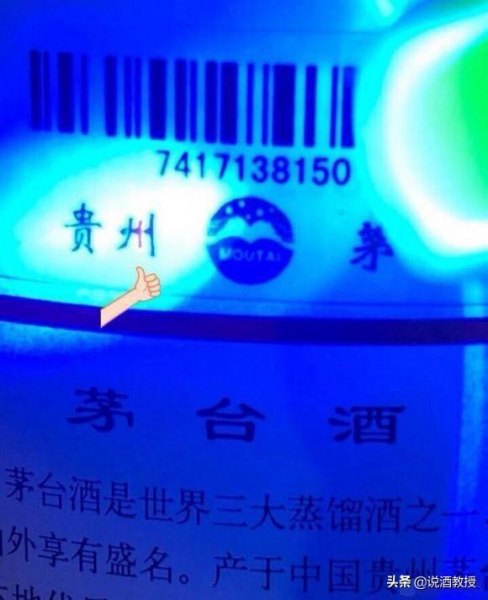 7417138150
贵州 MOUTAI 茅
茅台酒
茅台酒是世界三大蒸馏酒之一
外享有盛名。产于中国贵州茅
头条 @说酒教授